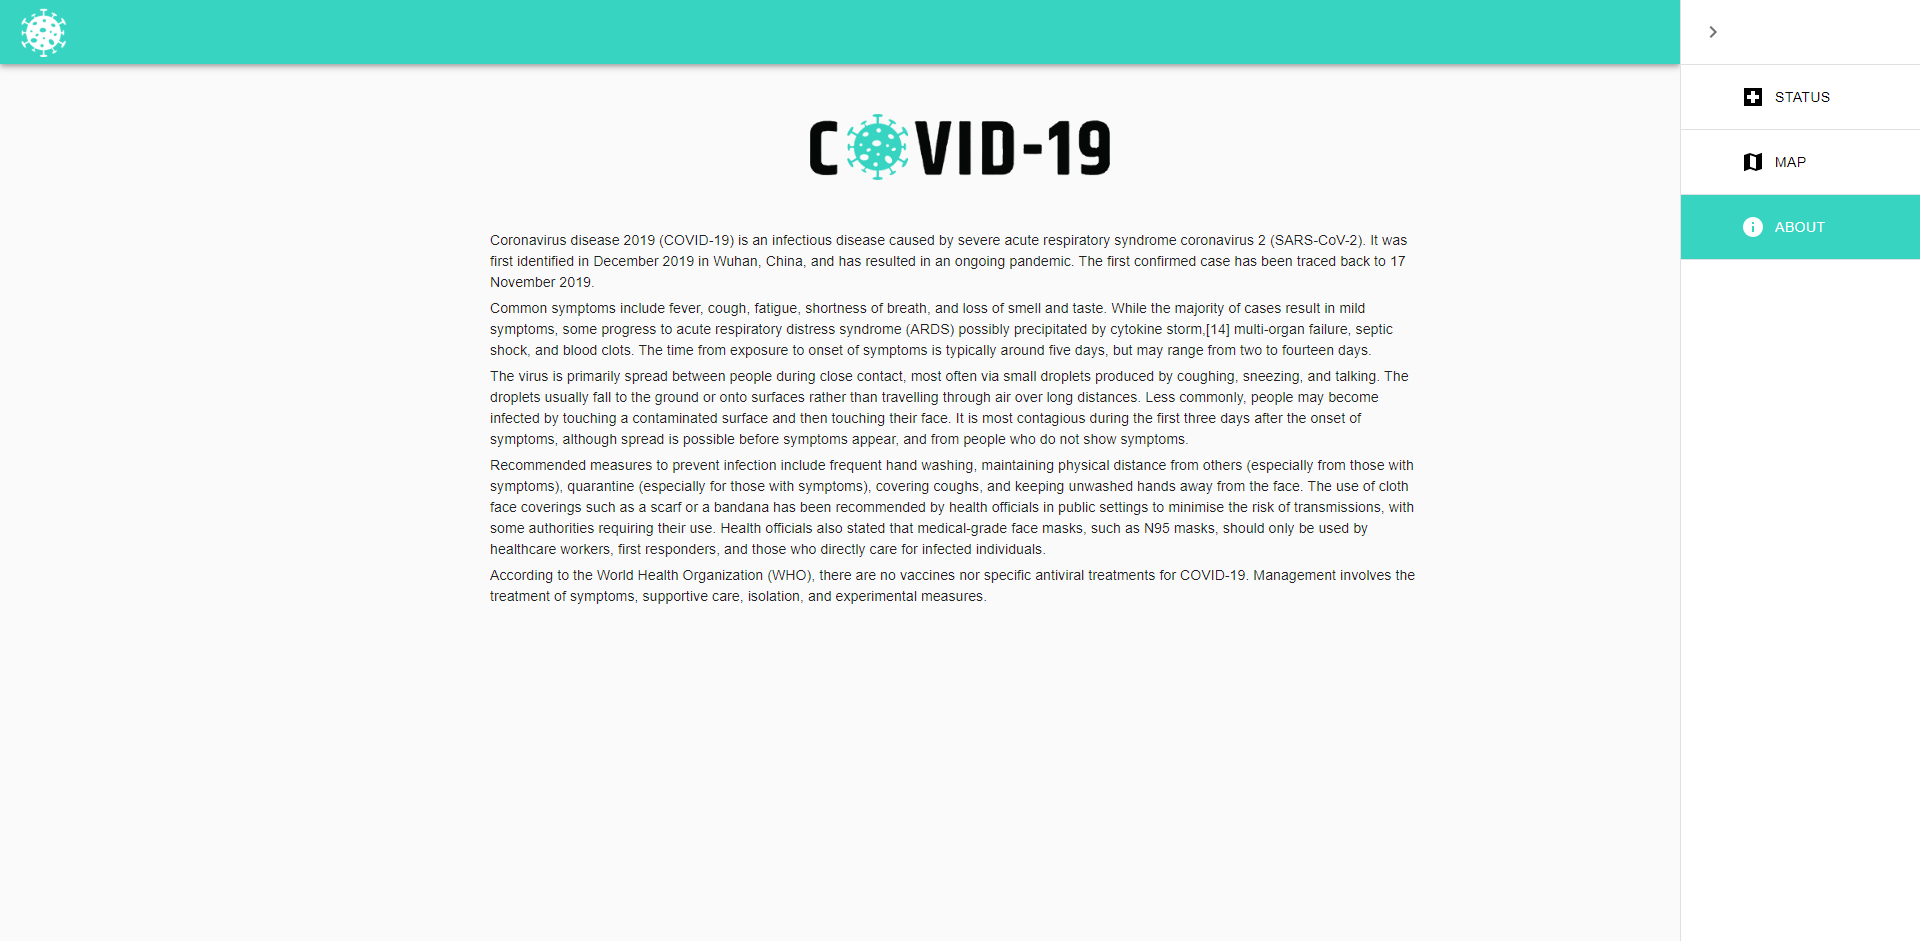 COVID-19
STATUS
MAP
ABOUT
Coronavirus disease 2019 (COVID-19) is an infectious disease caused by severe acute respiratory syndrome coronavirus 2 (SARS-CoV-2). It was
first identified in December 2019 in Wuhan, China, and has resulted in an ongoing pandemic. The first confirmed case has been traced back to 17
November 2019.
Common symptoms include fever, cough, fatigue, shortness of breath, and loss of smell and taste. While the majority of cases result in mild
symptoms, some progress to acute respiratory distress syndrome (ARDS) possibly precipitated by cytokine storm,[14] multi-organ failure, septic
shock, and blood clots. The time from exposure to onset of symptoms is typically around five days, but may range from two to fourteen days.
The virus is primarily spread between people during close contact, most often via small droplets produced by coughing, sneezing, and talking. The
droplets usually fall to the ground or onto surfaces rather than travelling through air over long distances. Less commonly, people may become
infected by touching a contaminated surface and then touching their face. It is most contagious during the first three days after the onset of
symptoms, although spread is possible before symptoms appear, and from people who do not show symptoms.
Recommended measures to prevent infection include frequent hand washing, maintaining physical distance from others (especially from those with
symptoms), quarantine (especially for those with symptoms), covering coughs, and keeping unwashed hands away from the face. The use of cloth
face coverings such as a scarf or a bandana has been recommended by health officials in public settings to minimise the risk of transmissions, with
some authorities requiring their use. Health officials also stated that medical-grade face masks, such as N95 masks, should only be used by
healthcare workers, first responders, and those who directly care for infected individuals.
According to the World Health Organization (WHO), there are no vaccines nor specific antiviral treatments for COVID-19. Management involves the
treatment of symptoms, supportive care, isolation, and experimental measures.